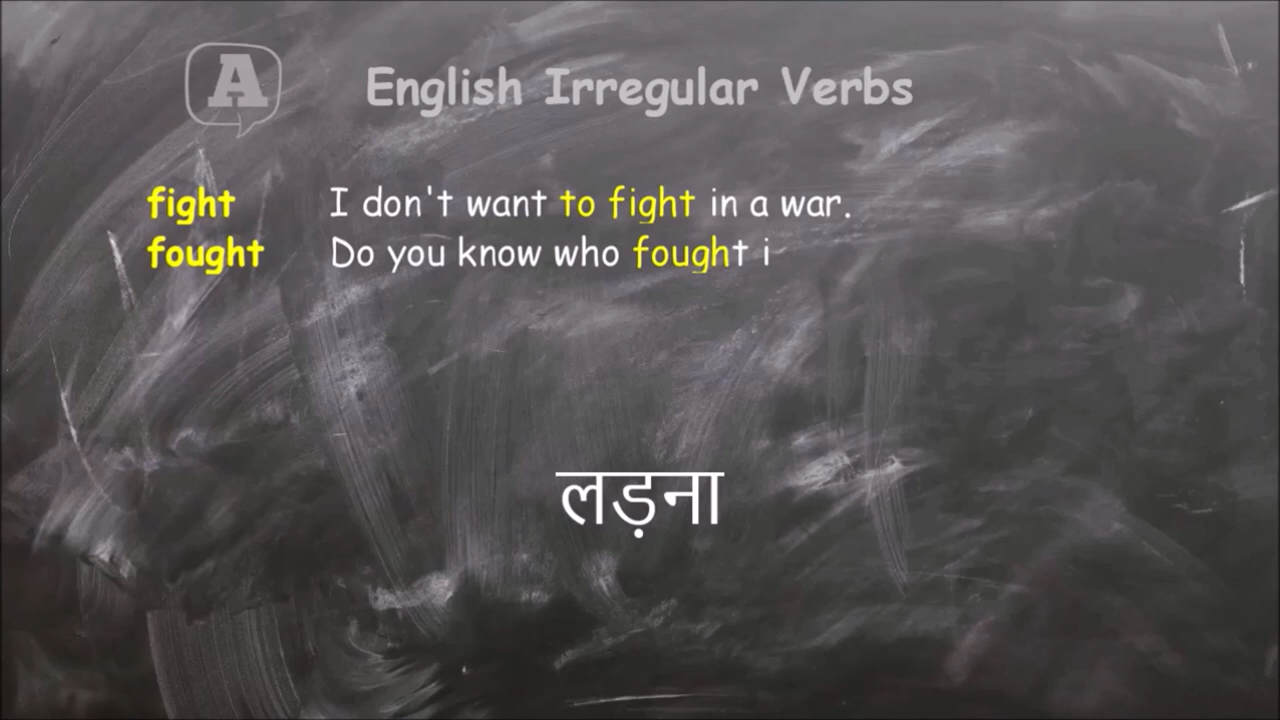 A
English Irregular Verbs
fight I don't want to fight in a war.
fought Do you know who fought i
लड़ना